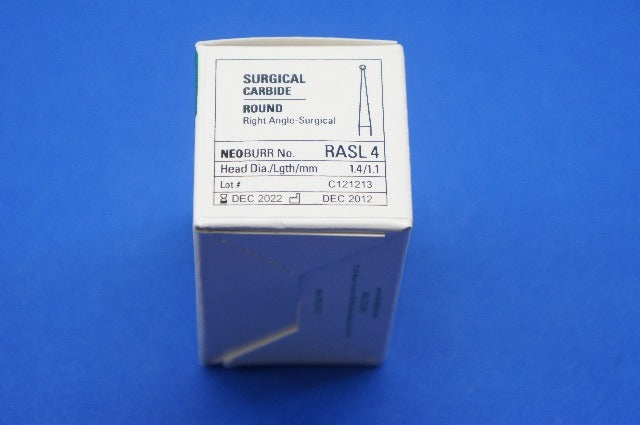 SURGICAL
CARBIDE
ROUND
Right Angle-Surgical
NEOBURR No. RASL 4
Head Dia./Lgth/mm 1.4/1.1
Lot # C121213
DEC 2022 DEC 2012